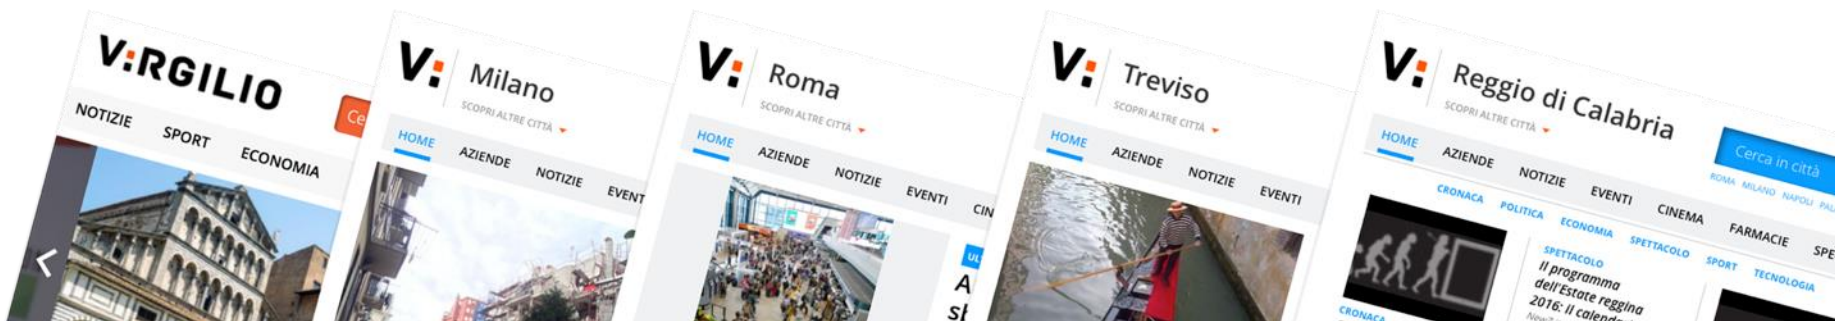 V:RGILIO
NOTIZIE SPORT ECONOMIA
V: Milano
SCOPRI ALTRE CITTÀ
HOME AZIENDE NOTIZIE
V: Roma
SCOPRI ALTRE CITTÀ
HOME AZIENDE NOTIZIE EVENTI
V: Treviso
SCOPRI ALTRE CITTÀ
HOME AZIENDE NOTIZIE EVENTI
V: Reggio di Calabria
SCOPRI ALTRE CITTÀ
Cerca in città
ROMA MILANO NAPOLI
HOME AZIENDE NOTIZIE EVENTI CINEMA FARMACIE
CRONACA POLITICA ECONOMIA SPETTACOLO SPORT TECNOLOGIA
SPETTACOLO
Il programma
dell'Estate reggina
2016: il
CRONACA